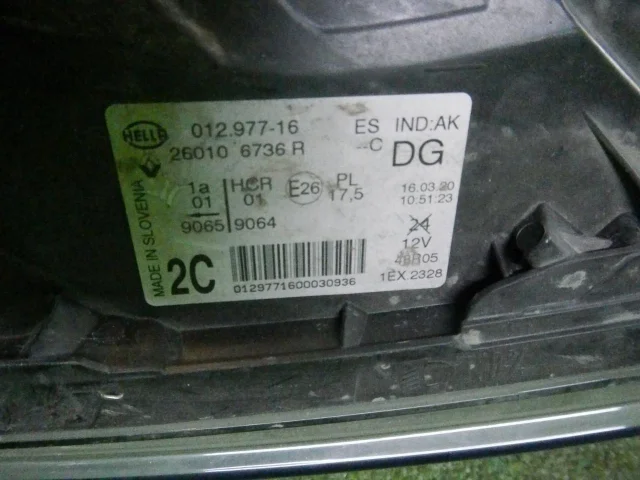 HELLA 012.977-16 ES IND:AK
26010 6736 R -C DG
1a HCR E26 PL 16.03.20
01 01 17,5 10:51:23
9065 9064 24
12V
MADE IN SLOVENIA
2C
0129771600030936 1EX 2328